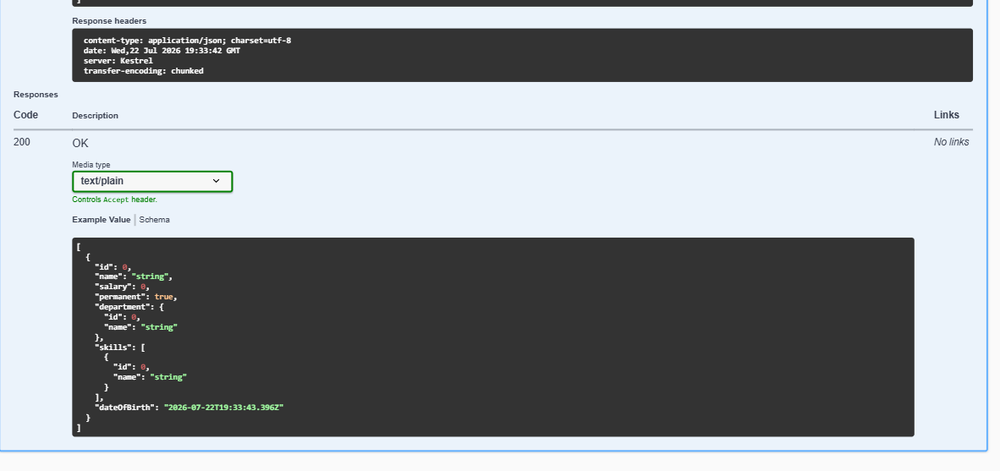 ]
Response headers
content-type: application/json; charset=utf-8
date: Wed,22 Jul 2026 19:33:42 GMT
server: Kestrel
transfer-encoding: chunked
Responses
Code Description Links
200 OK No links
Media type
text/plain
Controls Accept header.
Example Value Schema
[
  {
    "id": 0,
    "name": "string",
    "salary": 0,
    "permanent": true,
    "department": {
      "id": 0,
      "name": "string"
    },
    "skills": [
      {
        "id": 0,
        "name": "string"
      }
    ],
    "dateOfBirth": "2026-07-22T19:33:43.396Z"
  }
]